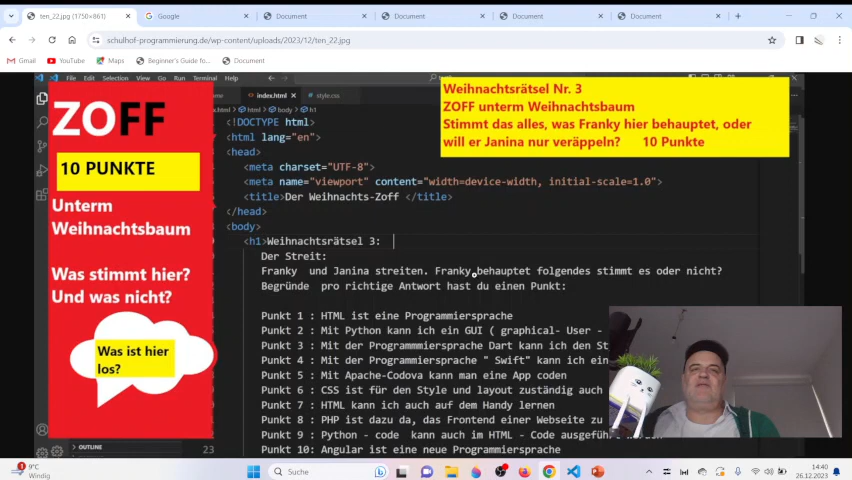 ten_22.jpg (1750×861)
Google
Document
Document
Document
Document
schulhof-programmierung.de/wp-content/uploads/2023/12/ten_22.jpg
Gmail
YouTube
Maps
Beginner's Guide fo...
Document
File Edit Selection View Go Run Terminal Help
index.html
style.css
html > body > h1
ZOFF
10 PUNKTE
Unterm
Weihnachtsbaum
Was stimmt hier?
Und was nicht?
Was ist hier
los?
Weihnachtsrätsel Nr. 3
ZOFF unterm Weihnachtsbaum
Stimmt das alles, was Franky hier behauptet, oder
will er Janina nur veräppeln? 10 Punkte
<!DOCTYPE html>
<html lang="en">
<head>
<meta charset="UTF-8">
<meta name="viewport" content="width=device-width, initial-scale=1.0">
<title>Der Weihnachts-Zoff </title>
</head>
<body>
<h1>Weihnachtsrätsel 3:
Der Streit:
Franky und Janina streiten. Franky behauptet folgendes stimmt es oder nicht?
Begründe pro richtige Antwort hast du einen Punkt:
Punkt 1 : HTML ist eine Programmiersprache
Punkt 2 : Mit Python kann ich ein GUI ( graphical- User -
Punkt 3 : Mit der Programmmiersprache Dart kann ich den St
Punkt 4 : Mit der Programmiersprache " Swift" kann ich ein
Punkt 5 : Mit Apache-Codova kann man eine App coden
Punkt 6 : CSS ist für den Style und layout zuständig auch
Punkt 7 : HTML kann ich auch auf dem Handy lernen
Punkt 8 : PHP ist dazu da, das Frontend einer Webseite zu
Punkt 9 : Python - code kann auch im HTML - Code ausgeführt
Punkt 10: Angular ist eine neue Programmiersprache
OUTLINE
23
9°C
Windig
Suche
14:40
26.12.2023